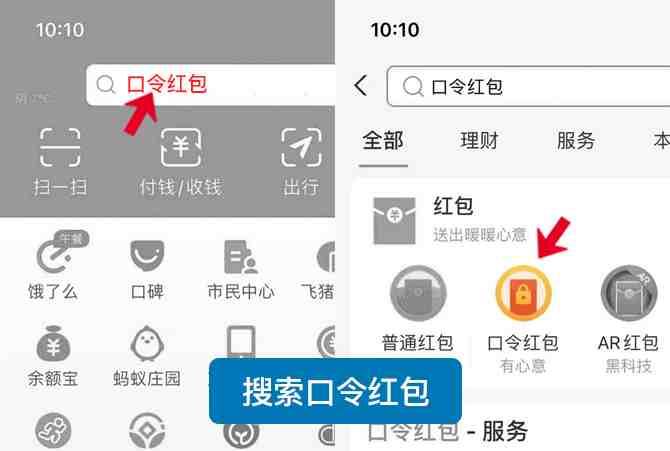 10:10
口令红包
扫一扫
付钱/收钱
出行
午餐
饿了么
口碑
市民中心
飞猪
余额宝
蚂蚁庄园
10:10
口令红包
全部
理财
服务
红包
送出暖暖心意
普通红包
口令红包
有心意
AR
AR红包
黑科技
搜索口令红包
口令红包 - 服务